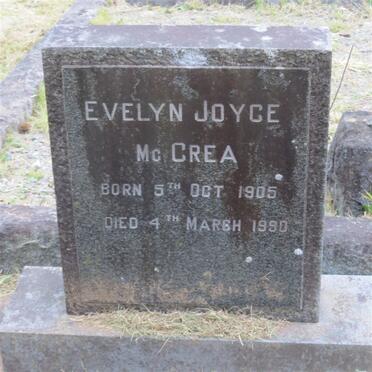 EVELYN JOYCE
MC CREA
BORN 5TH OCT 1905
DIED 4TH MARCH 1990